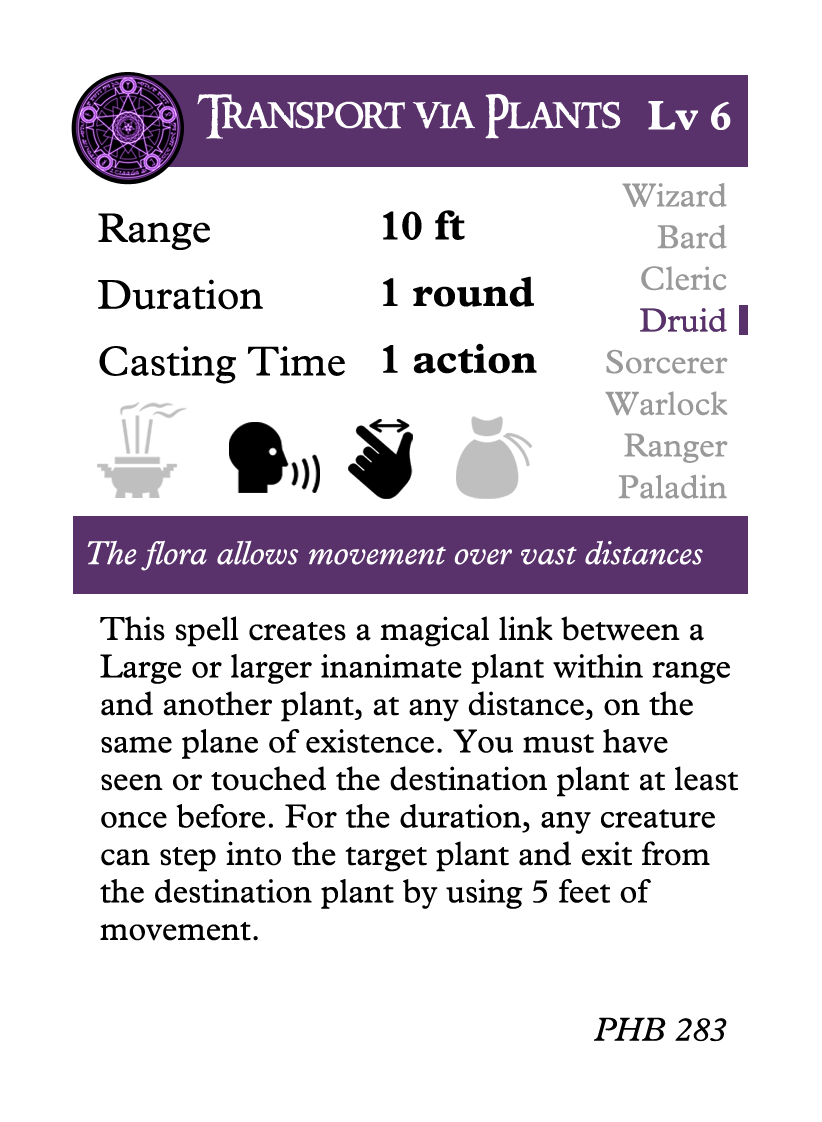 Transport via Plants Lv 6
Range 10 ft
Duration 1 round
Casting Time 1 action
Wizard
Bard
Cleric
Druid
Sorcerer
Warlock
Ranger
Paladin
The flora allows movement over vast distances
This spell creates a magical link between a
Large or larger inanimate plant within range
and another plant, at any distance, on the
same plane of existence. You must have
seen or touched the destination plant at least
once before. For the duration, any creature
can step into the target plant and exit from
the destination plant by using 5 feet of
movement.
PHB 283